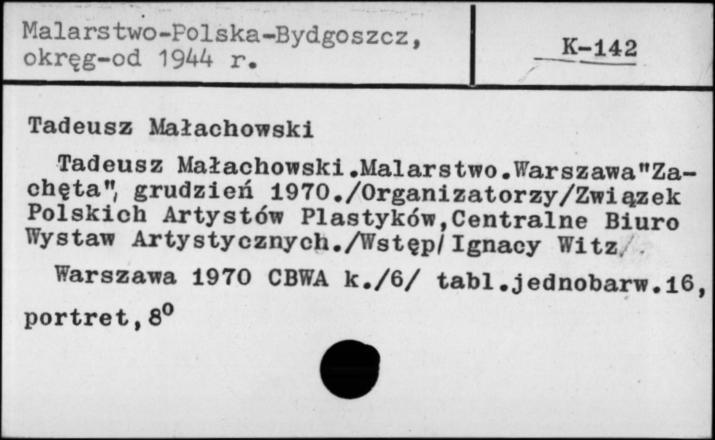 Malarstwo-Polska-Bydgoszcz,
okręg-od 1944 r.
K-142
Tadeusz Małachowski
Tadeusz Małachowski.Malarstwo.Warszawa"Za-
chęta", grudzień 1970./Organizatorzy/Związek
Polskich Artystów Plastyków,Centralne Biuro
Wystaw Artystycznych./Wstęp/ Ignacy Witz.
Warszawa 1970 CBWA k./6/ tabl.jednobarw.16,
portret,8º